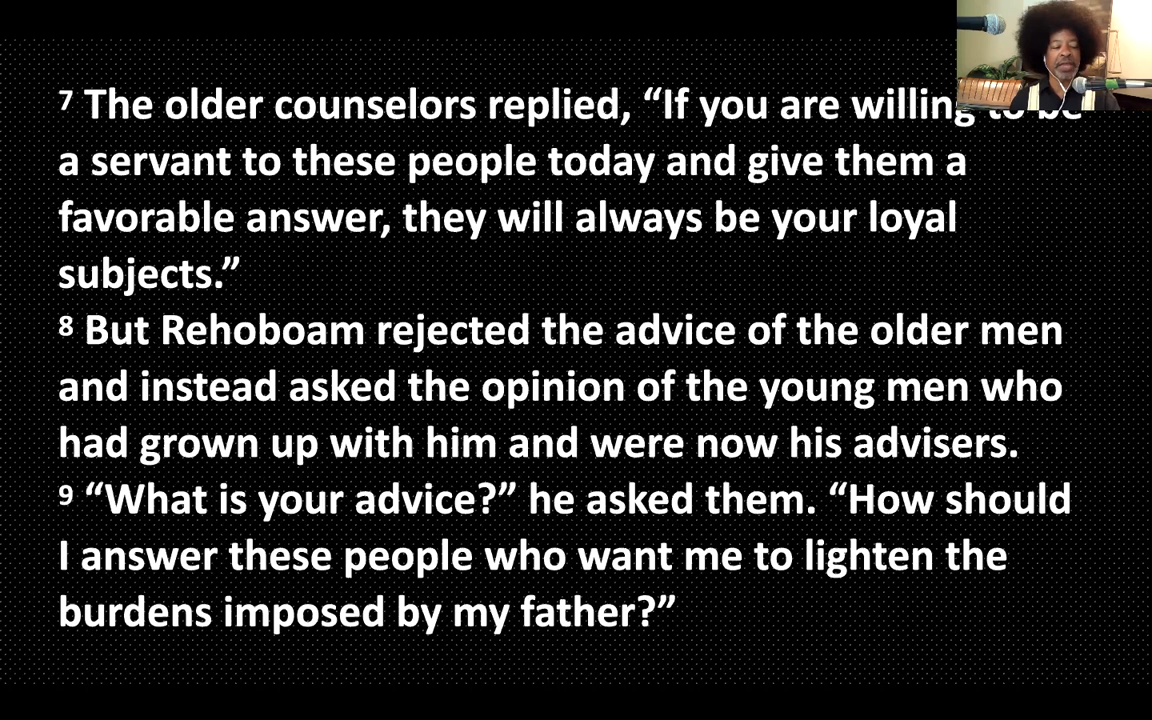 7 The older counselors replied, “If you are willing to be
a servant to these people today and give them a
favorable answer, they will always be your loyal
subjects.”
8 But Rehoboam rejected the advice of the older men
and instead asked the opinion of the young men who
had grown up with him and were now his advisers.
9 “What is your advice?” he asked them. “How should
I answer these people who want me to lighten the
burdens imposed by my father?”